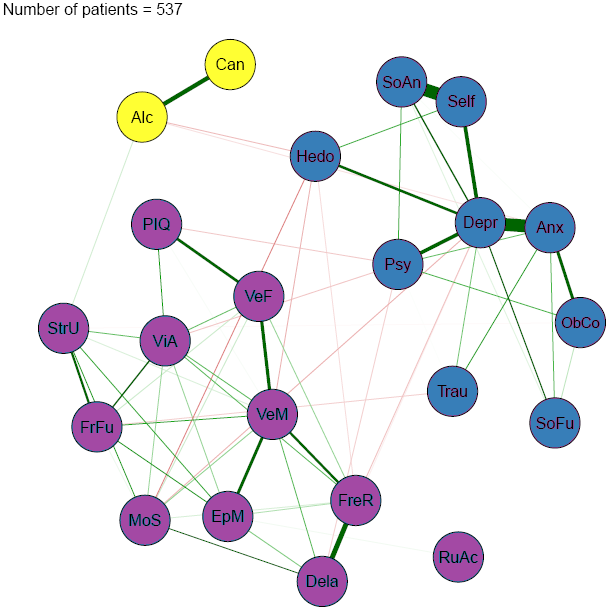 Number of patients = 537
Can
SoAn
Self
Alc
Hedo
PIQ
Depr
Anx
Psy
VeF
StrU
ViA
ObCo
Trau
FrFu
VeM
SoFu
MoS
EpM
FreR
RuAc
Dela